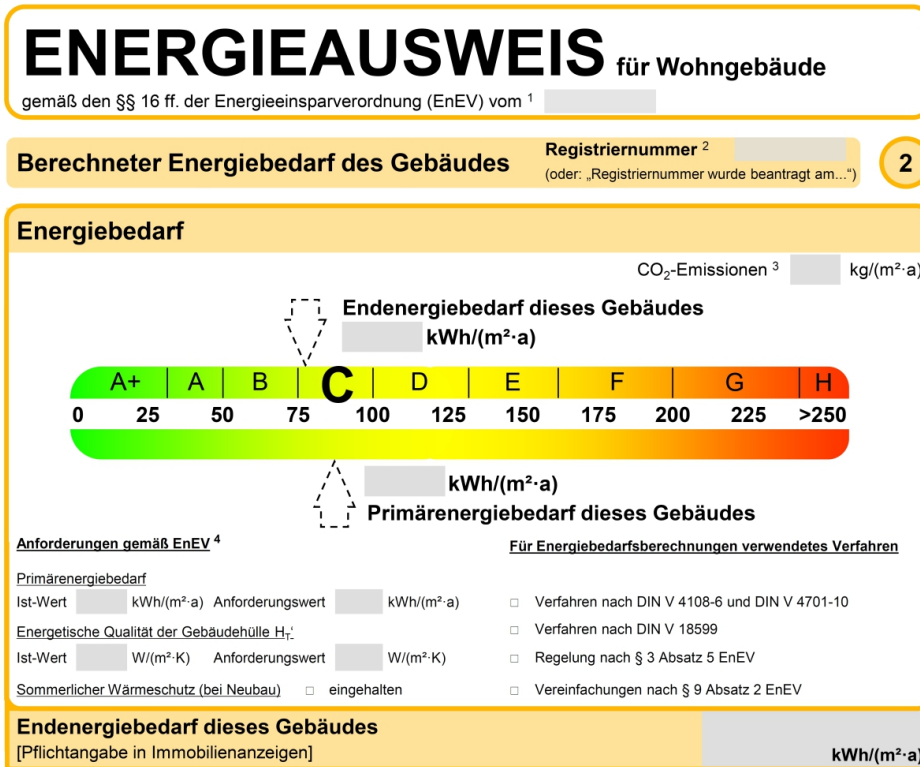 ENERGIEAUSWEIS für Wohngebäude
gemäß den §§ 16 ff. der Energieeinsparverordnung (EnEV) vom ¹
Berechneter Energiebedarf des Gebäudes
Registriernummer ²
(oder: „Registriernummer wurde beantragt am...“)
2
Energiebedarf
CO₂-Emissionen ³ kg/(m²·a)
Endenergiebedarf dieses Gebäudes
kWh/(m²·a)
A+ A B C D E F G H
0 25 50 75 100 125 150 175 200 225 >250
kWh/(m²·a)
Primärenergiebedarf dieses Gebäudes
Anforderungen gemäß EnEV ⁴
Primärenergiebedarf
Ist-Wert kWh/(m²·a) Anforderungswert kWh/(m²·a)
Energetische Qualität der Gebäudehülle H_T'
Ist-Wert W/(m²·K) Anforderungswert W/(m²·K)
Sommerlicher Wärmeschutz (bei Neubau) □ eingehalten
Für Energiebedarfsberechnungen verwendetes Verfahren
□ Verfahren nach DIN V 4108-6 und DIN V 4701-10
□ Verfahren nach DIN V 18599
□ Regelung nach § 3 Absatz 5 EnEV
□ Vereinfachungen nach § 9 Absatz 2 EnEV
Endenergiebedarf dieses Gebäudes
[Pflichtangabe in Immobilienanzeigen]
kWh/(m²·a)